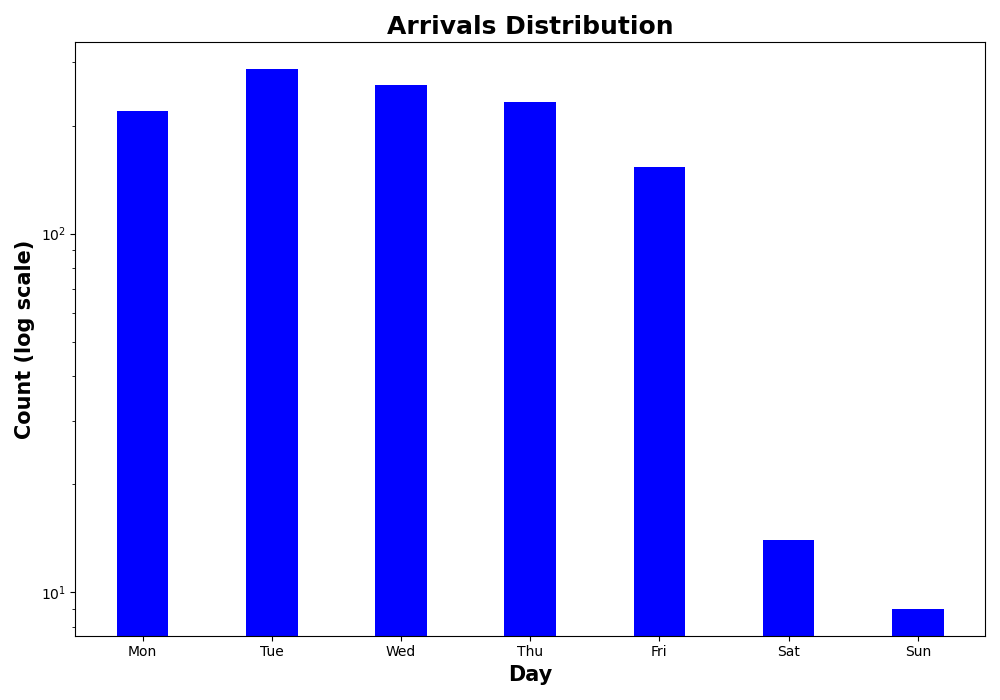 Arrivals Distribution
Count (log scale)
10²
10¹
Mon Tue Wed Thu Fri Sat Sun
Day